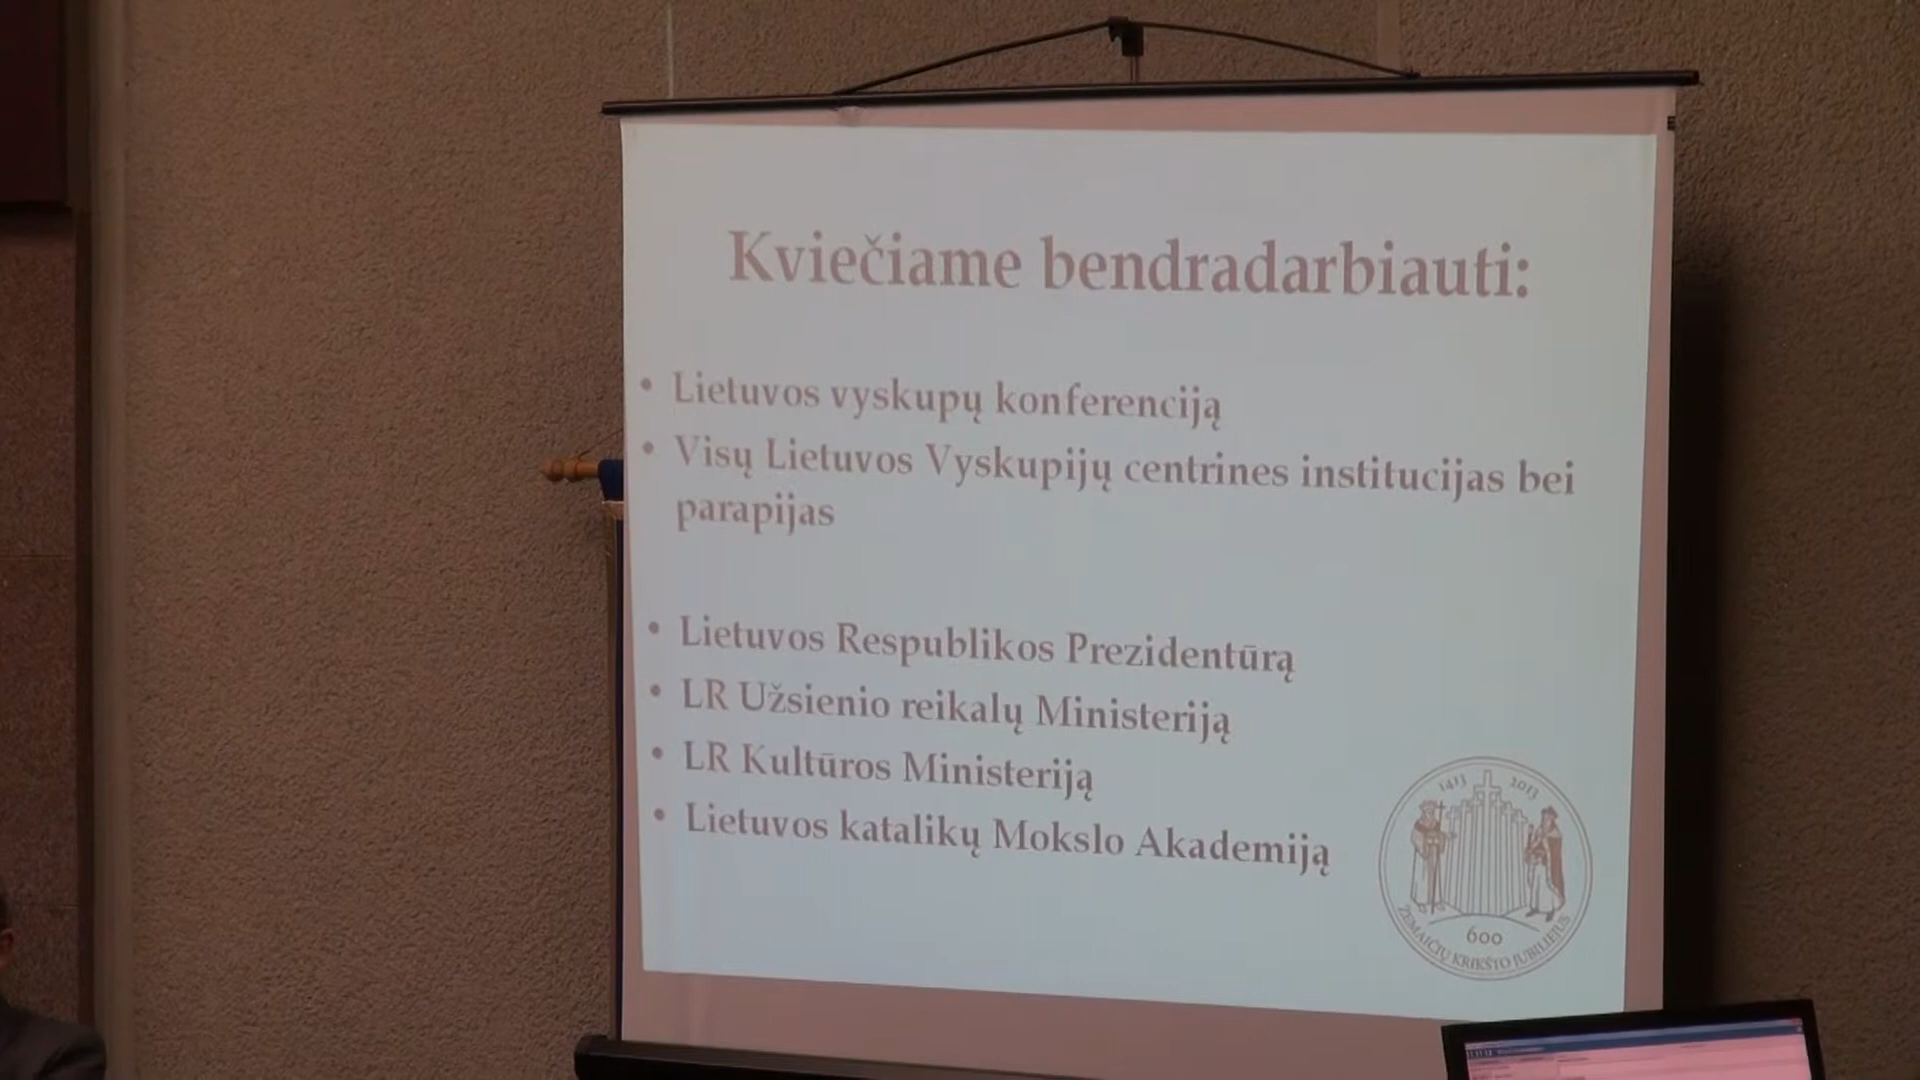 Kviečiame bendradarbiauti:
• Lietuvos vyskupų konferenciją
• Visų Lietuvos Vyskupijų centrines institucijas bei
parapijas
• Lietuvos Respublikos Prezidentūrą
• LR Užsienio reikalų Ministeriją
• LR Kultūros Ministeriją
• Lietuvos katalikų Mokslo Akademiją
1413 2013
600
ŽEMAIČIŲ KRIKŠTO JUBILIEJUS